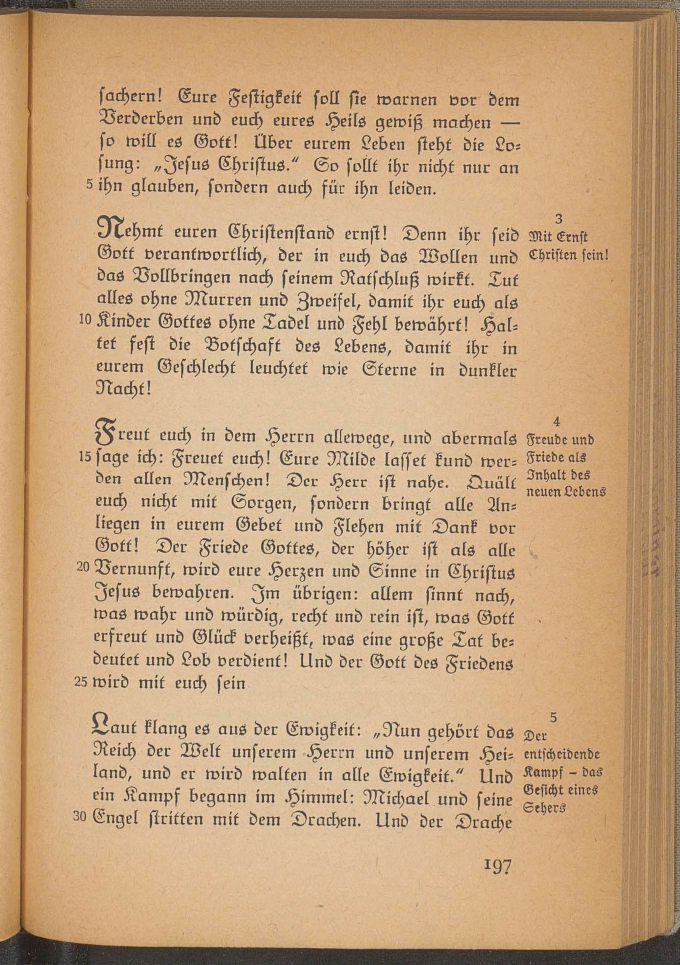 sachern! Eure Festigkeit soll sie warnen vor dem
Verderben und euch eures Heils gewiß machen —
so will es Gott! Über eurem Leben steht die Lo-
sung: „Jesus Christus.“ So sollt ihr nicht nur an
5 ihn glauben, sondern auch für ihn leiden.
3
Mit Ernst
Christen sein!
Nehmt euren Christenstand ernst! Denn ihr seid
Gott verantwortlich, der in euch das Wollen und
das Vollbringen nach seinem Ratschluß wirkt. Tut
alles ohne Murren und Zweifel, damit ihr euch als
10 Kinder Gottes ohne Tadel und Fehl bewährt! Hal-
tet fest die Botschaft des Lebens, damit ihr in
eurem Geschlecht leuchtet wie Sterne in dunkler
Nacht!
4
Freude und
Friede als
Inhalt des
neuen Lebens
Freut euch in dem Herrn allewege, und abermals
15 sage ich: Freuet euch! Eure Milde lasset kund wer-
den allen Menschen! Der Herr ist nahe. Quält
euch nicht mit Sorgen, sondern bringt alle An-
liegen in eurem Gebet und Flehen mit Dank vor
Gott! Der Friede Gottes, der höher ist als alle
20 Vernunft, wird eure Herzen und Sinne in Christus
Jesus bewahren. Im übrigen: allem sinnt nach,
was wahr und würdig, recht und rein ist, was Gott
erfreut und Glück verheißt, was eine große Tat be-
deutet und Lob verdient! Und der Gott des Friedens
25 wird mit euch sein
5
Der
entscheidende
Kampf – das
Gesicht eines
Sehers
Laut klang es aus der Ewigkeit: „Nun gehört das
Reich der Welt unserem Herrn und unserem Hei-
land, und er wird walten in alle Ewigkeit.“ Und
ein Kampf begann im Himmel: Michael und seine
30 Engel stritten mit dem Drachen. Und der Drache
197